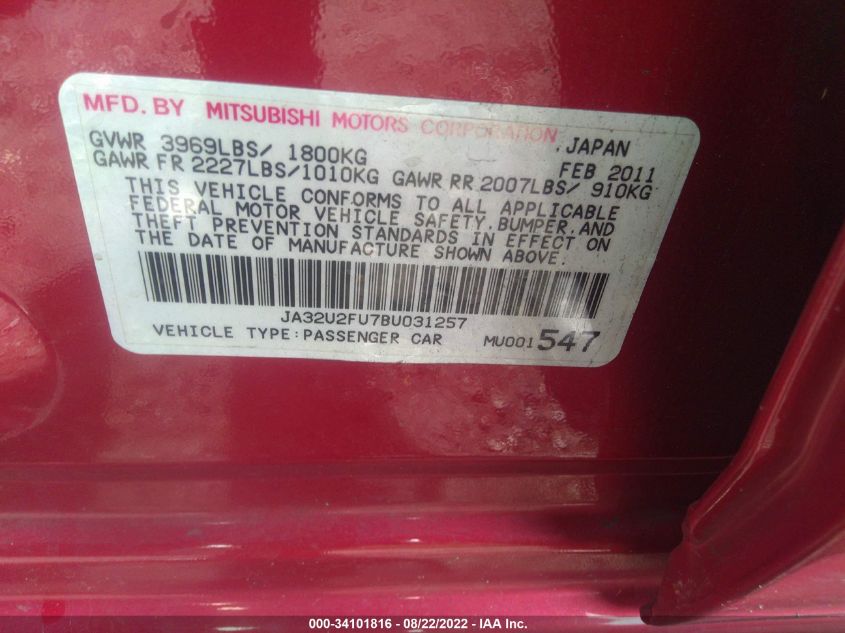 MFD. BY MITSUBISHI MOTORS CORPORATION , JAPAN
GVWR 3969LBS/ 1800KG FEB 2011
GAWR FR 2227LBS/1010KG GAWR RR 2007LBS/ 910KG
THIS VEHICLE CONFORMS TO ALL APPLICABLE
FEDERAL MOTOR VEHICLE SAFETY, BUMPER, AND
THEFT PREVENTION STANDARDS IN EFFECT ON
THE DATE OF MANUFACTURE SHOWN ABOVE.
JA32U2FU7BU031257
VEHICLE TYPE:PASSENGER CAR MU001547
000-34101816 - 08/22/2022 - IAA Inc.